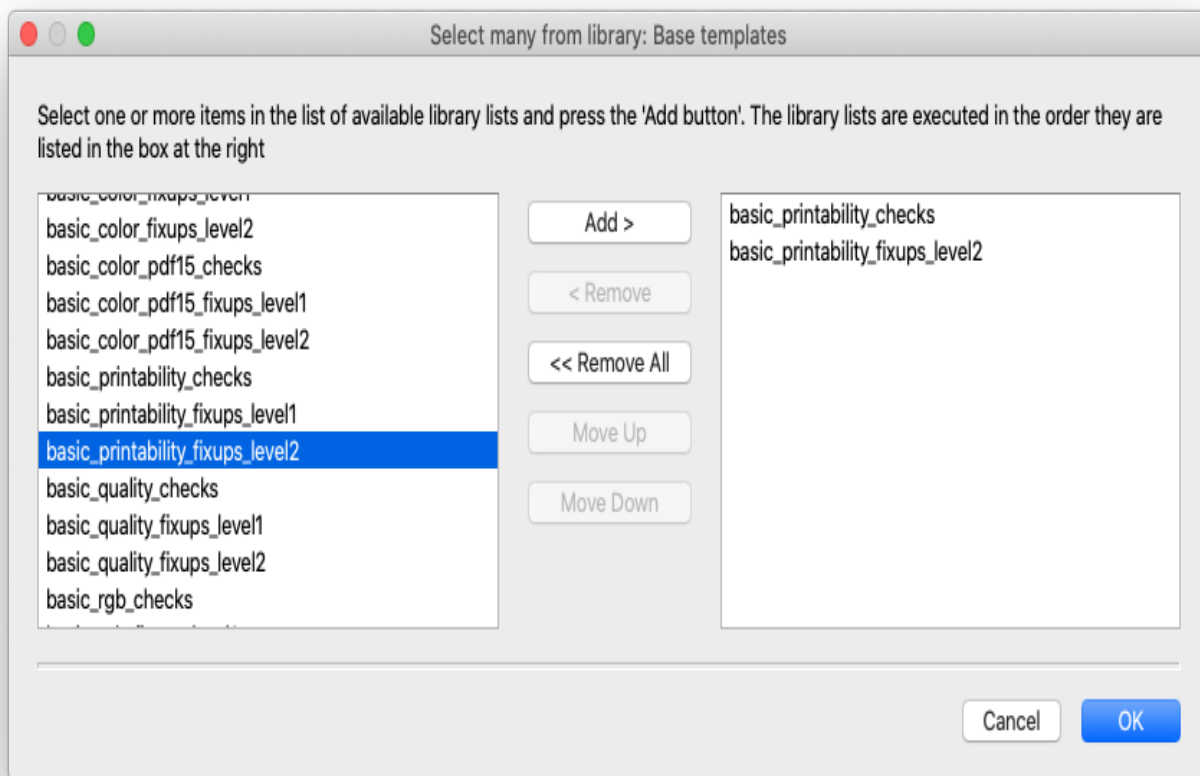 Select many from library: Base templates
Select one or more items in the list of available library lists and press the 'Add button'. The library lists are executed in the order they are
listed in the box at the right
basic_color_fixups_level1
basic_color_fixups_level2
basic_color_pdf15_checks
basic_color_pdf15_fixups_level1
basic_color_pdf15_fixups_level2
basic_printability_checks
basic_printability_fixups_level1
basic_printability_fixups_level2
basic_quality_checks
basic_quality_fixups_level1
basic_quality_fixups_level2
basic_rgb_checks
Add >
< Remove
<< Remove All
Move Up
Move Down
basic_printability_checks
basic_printability_fixups_level2
Cancel
OK